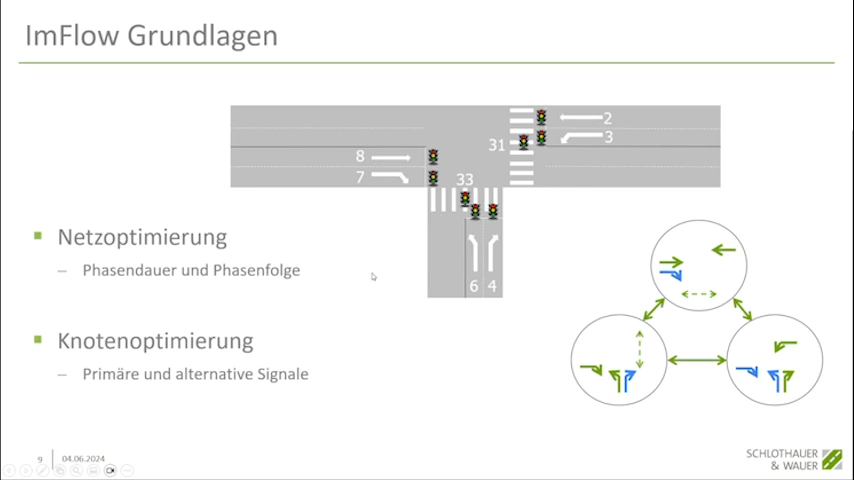 ImFlow Grundlagen
2
3
31
8
7
33
6 4
Netzoptimierung
– Phasendauer und Phasenfolge
Knotenoptimierung
– Primäre und alternative Signale
9 04.06.2024
SCHLOTHAUER
& WAUER